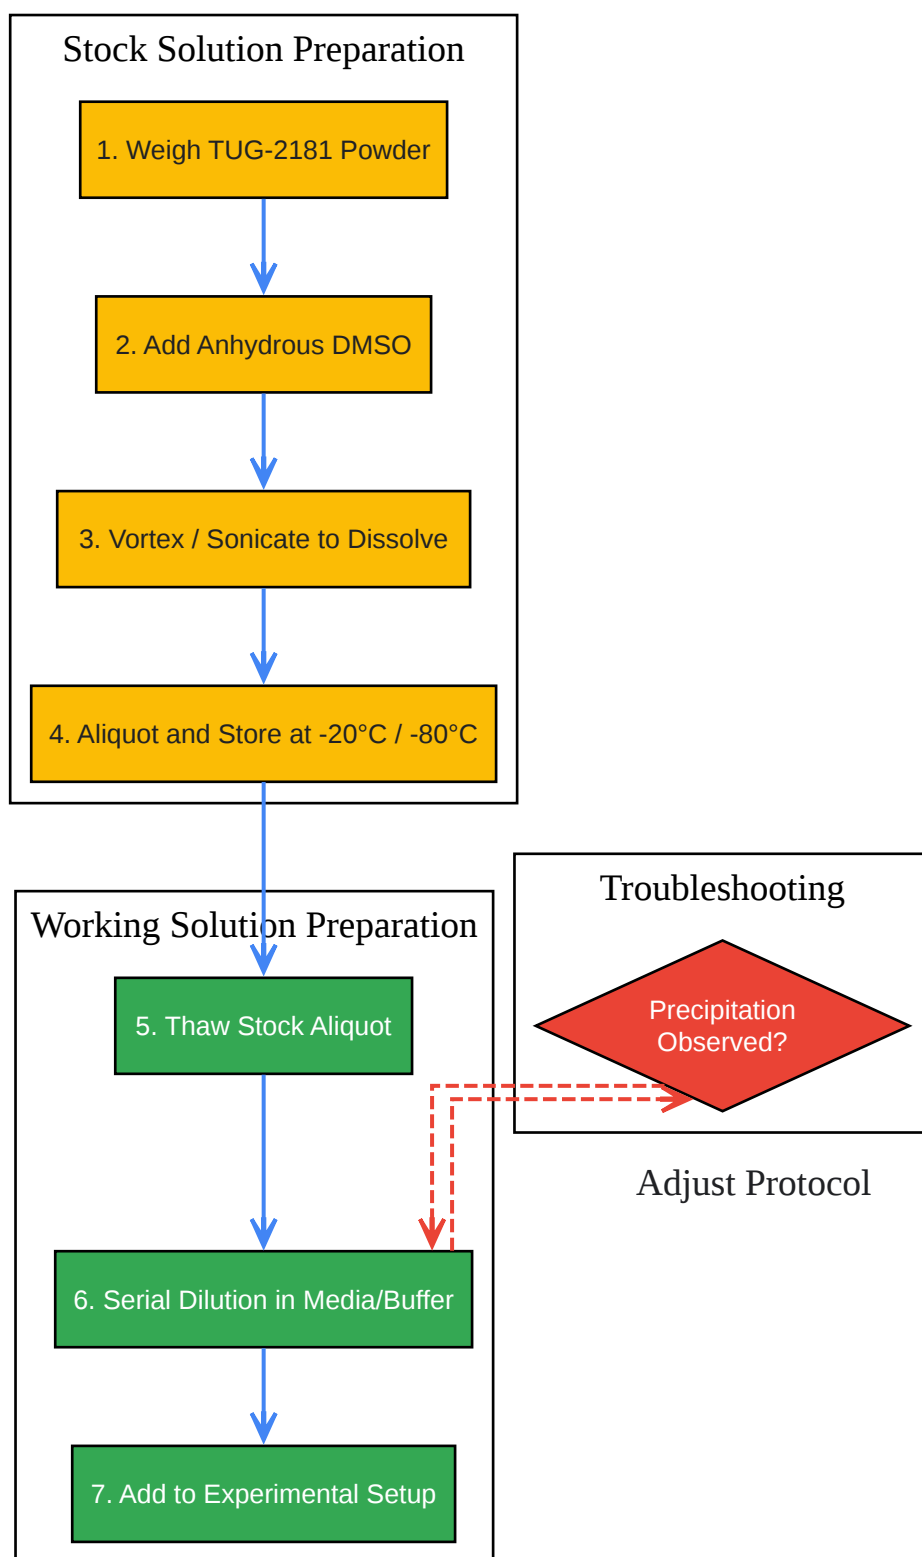 Stock Solution Preparation
1. Weigh TUG-2181 Powder
2. Add Anhydrous DMSO
3. Vortex / Sonicate to Dissolve
4. Aliquot and Store at -20°C / -80°C
Working Solution Preparation
5. Thaw Stock Aliquot
6. Serial Dilution in Media/Buffer
7. Add to Experimental Setup
Troubleshooting
Precipitation
Observed?
Adjust Protocol